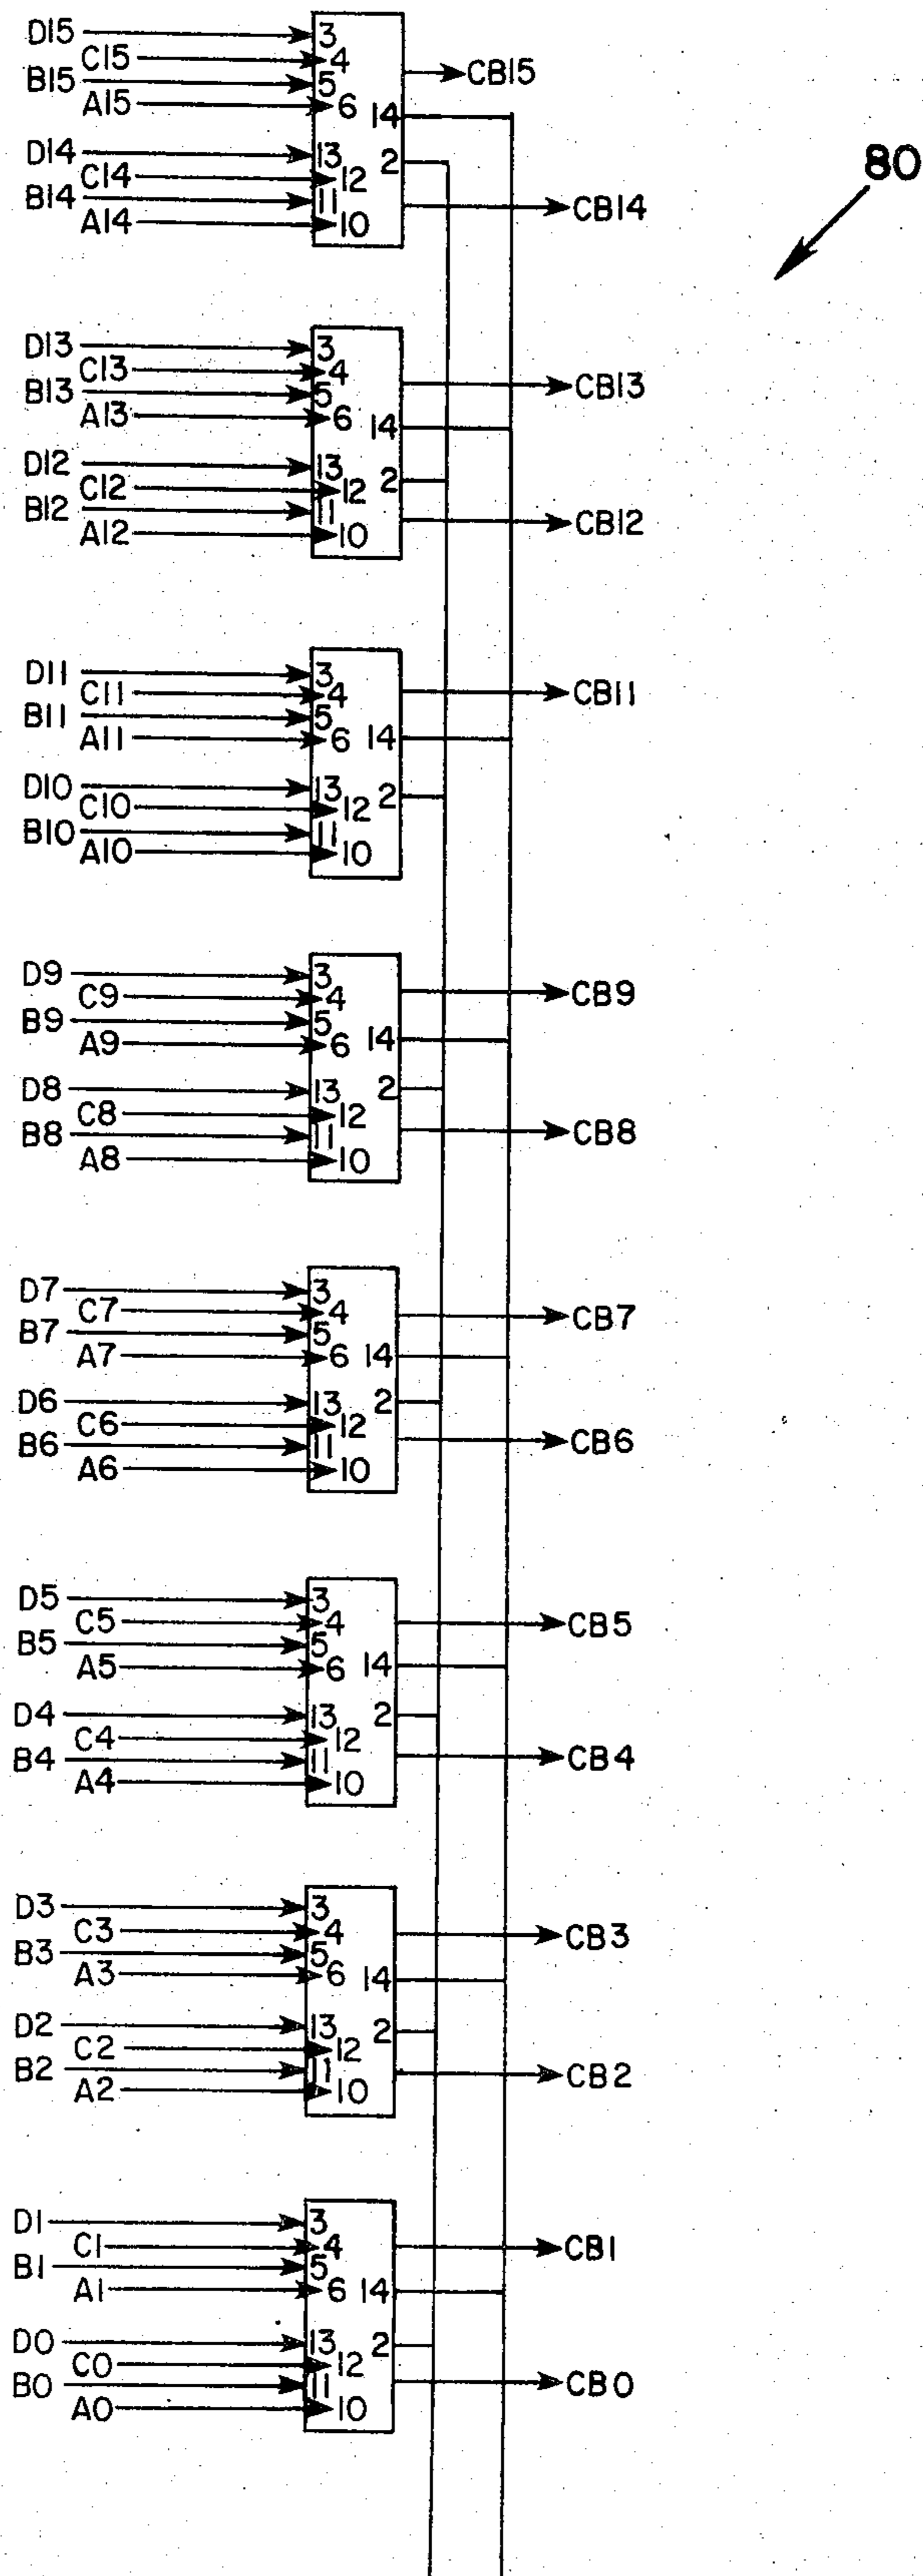 D15 3
C15 4 CB15
B15 5
A15 6 14
D14 13 2
C14 12
B14 11 CB14
A14 10
80
D13 3
C13 4 CB13
B13 5
A13 6 14
D12 13
C12 12 2
B12 11 CB12
A12 10
D11 3
C11 4 CB11
B11 5
A11 6 14
D10 13 2
C10 12
B10 11
A10 10
D9 3
C9 4 CB9
B9 5
A9 6 14
D8 13 2
C8 12
B8 11 CB8
A8 10
D7 3
C7 4 CB7
B7 5
A7 6 14
D6 13 2
C6 12
B6 11 CB6
A6 10
D5 3
C5 4 CB5
B5 5
A5 6 14
D4 13 2
C4 12
B4 11 CB4
A4 10
D3 3
C3 4 CB3
B3 5
A3 6 14
D2 13 2
C2 12
B2 11 CB2
A2 10
D1 3
C1 4 CB1
B1 5
A1 6 14
D0 13 2
C0 12
B0 11 CB0
A0 10